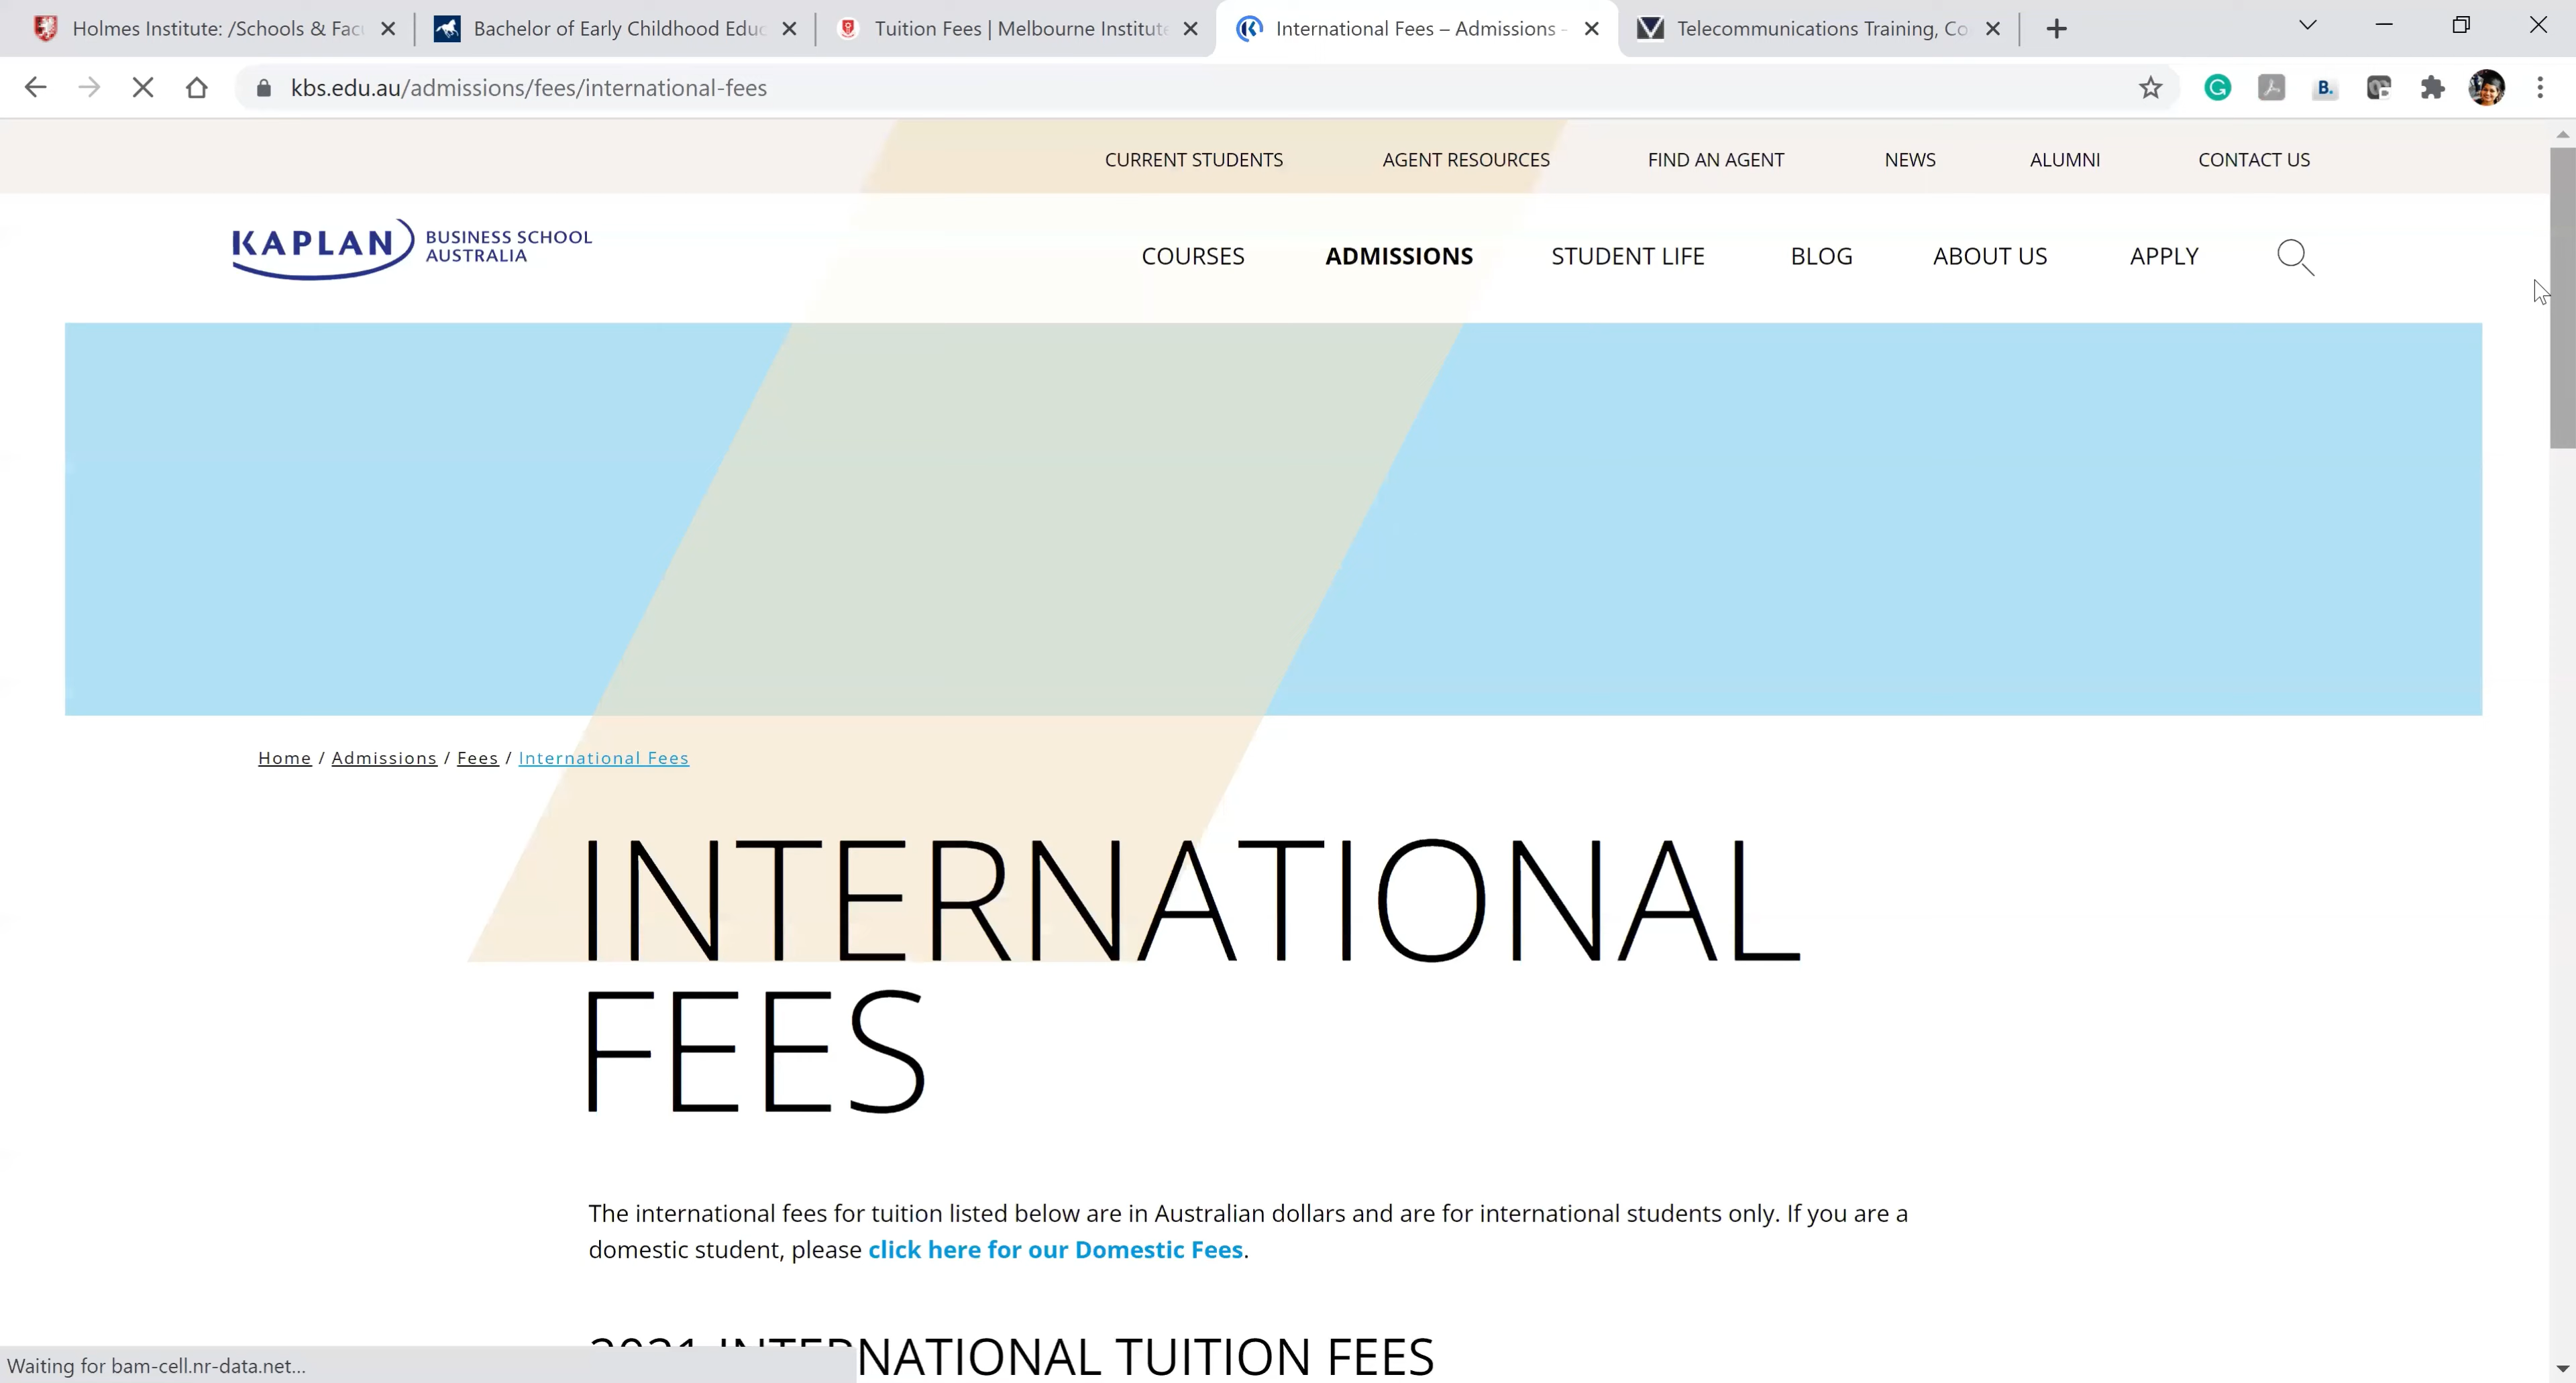 Holmes Institute: /Schools & Fac
Bachelor of Early Childhood Educ
Tuition Fees | Melbourne Institute
International Fees – Admissions -
Telecommunications Training, Co
kbs.edu.au/admissions/fees/international-fees
CURRENT STUDENTS AGENT RESOURCES FIND AN AGENT NEWS ALUMNI CONTACT US
KAPLAN BUSINESS SCHOOL
AUSTRALIA
COURSES ADMISSIONS STUDENT LIFE BLOG ABOUT US APPLY
Home / Admissions / Fees / International Fees
INTERNATIONAL
FEES
The international fees for tuition listed below are in Australian dollars and are for international students only. If you are a
domestic student, please click here for our Domestic Fees.
2021 INTERNATIONAL TUITION FEES
Waiting for bam-cell.nr-data.net...